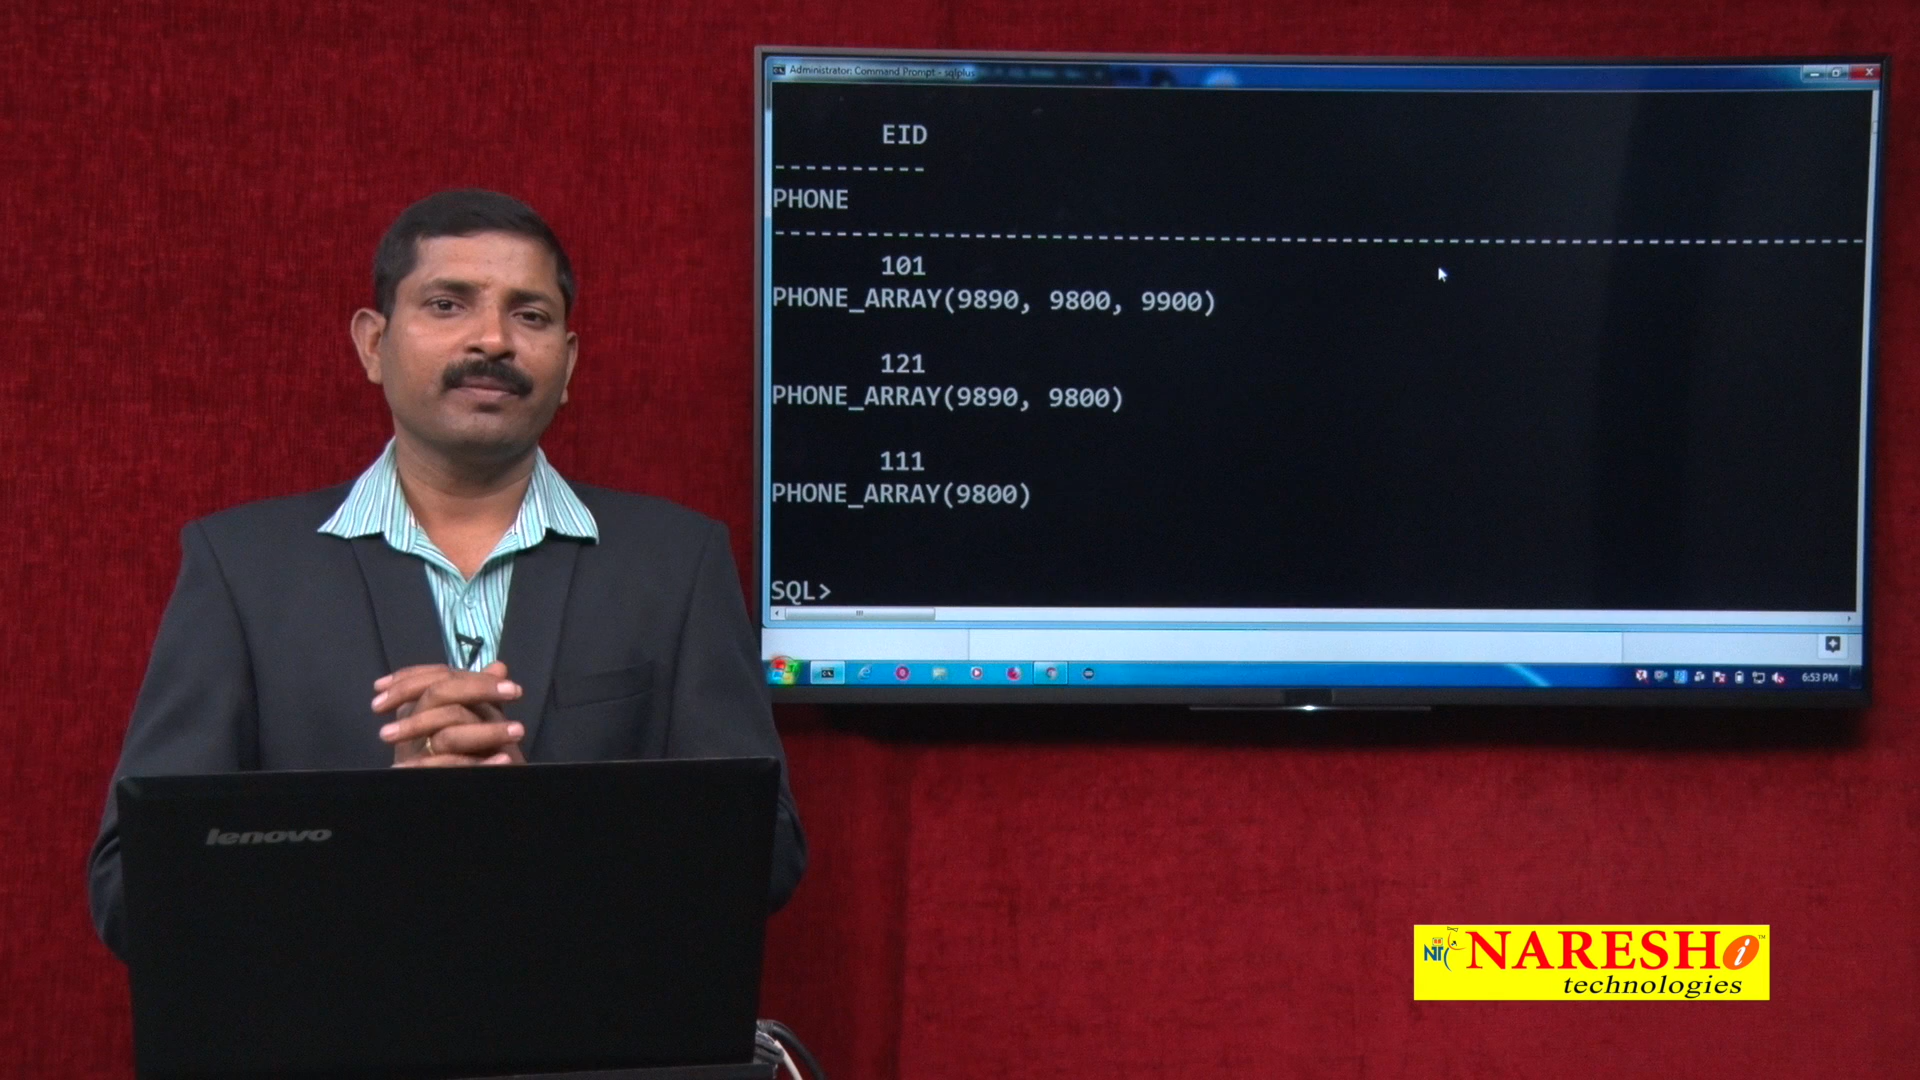 Administrator: Command Prompt - sqlplus
EID
----------
PHONE
--------------------------------------------------------------------------------
101
PHONE_ARRAY(9890, 9800, 9900)
121
PHONE_ARRAY(9890, 9800)
111
PHONE_ARRAY(9800)
SQL>
6:53 PM
lenovo
NARESH i ™
technologies